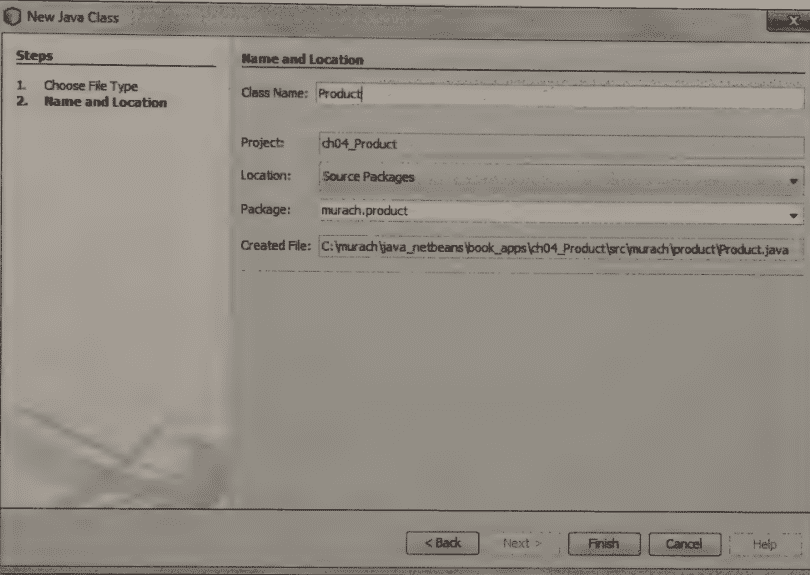 New Java Class
Steps
1. Choose File Type
2. Name and Location
Name and Location
Class Name: Product
Project: ch04_Product
Location: Source Packages
Package: murach.product
Created File: C:\murach\java_netbeans\book_apps\ch04_Product\src\murach\product\Product.java
< Back Next > Finish Cancel Help